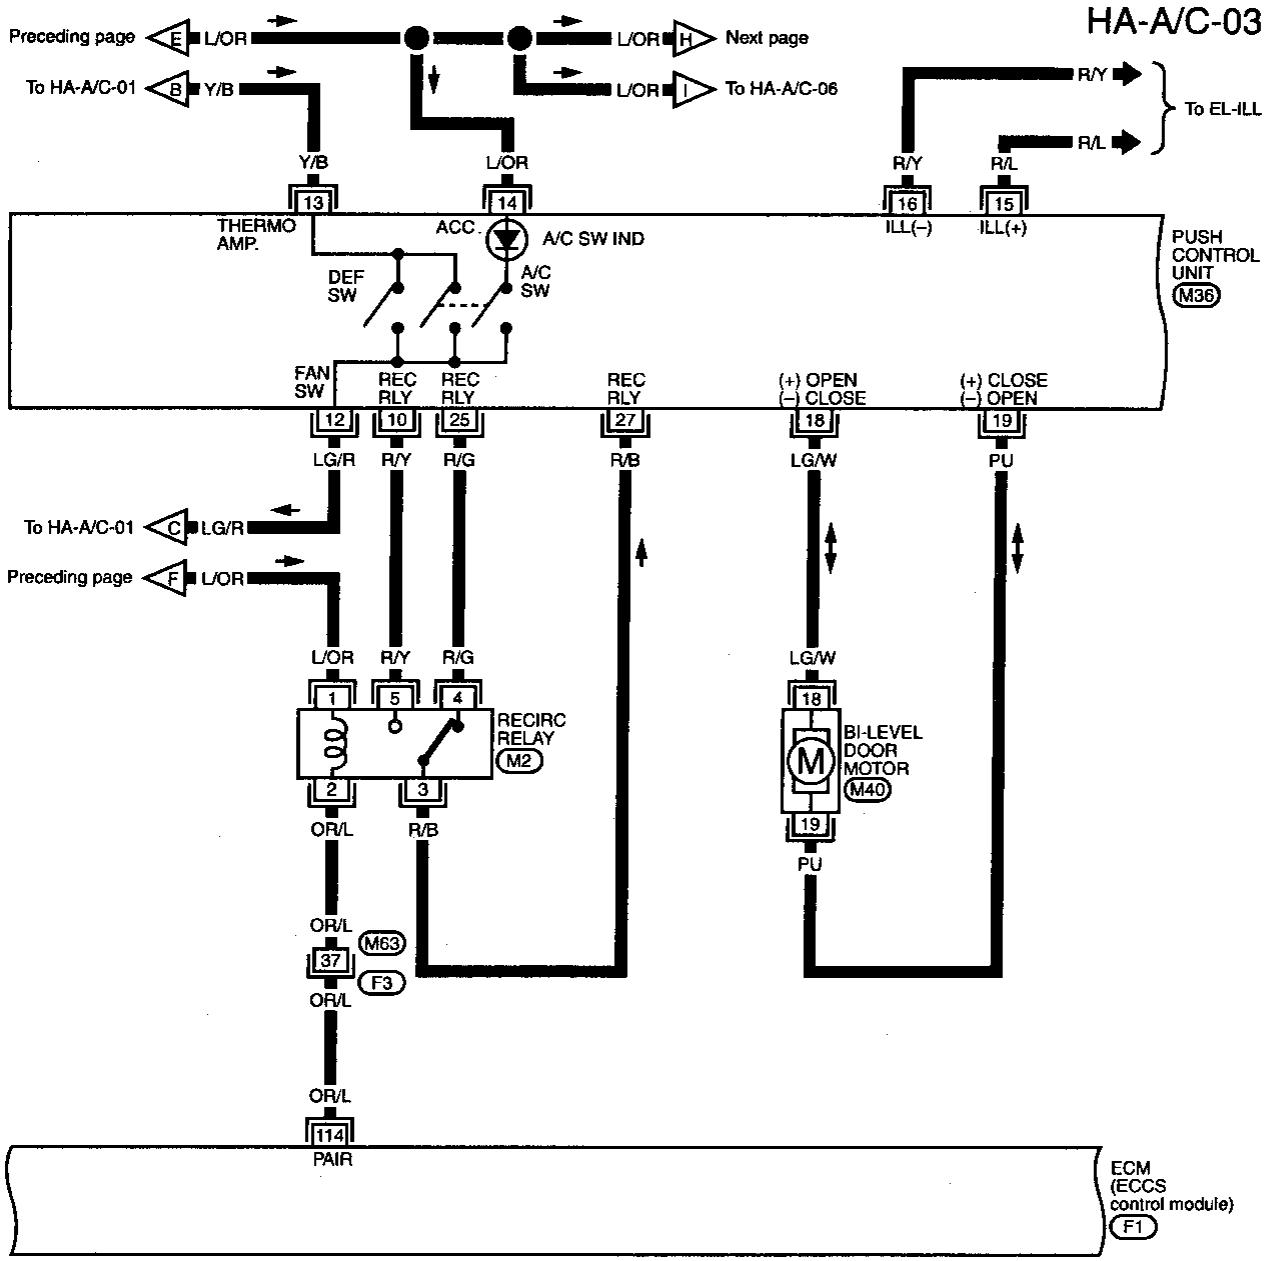 HA-A/C-03
Preceding page E L/OR L/OR H Next page
To HA-A/C-01 B Y/B L/OR I To HA-A/C-06
R/Y
To EL-ILL
R/L
Y/B L/OR R/Y R/L
13 14 16 15
THERMO AMP.
ACC.
A/C SW IND
ILL(-) ILL(+)
PUSH CONTROL UNIT
M36
DEF SW
A/C SW
FAN SW
REC RLY
REC RLY
REC RLY
(+) OPEN
(-) CLOSE
(+) CLOSE
(-) OPEN
12 10 25 27 18 19
LG/R R/Y R/G R/B LG/W PU
To HA-A/C-01 C LG/R
Preceding page F L/OR
L/OR R/Y R/G LG/W
1 5 4 18
RECIRC RELAY
M2
BI-LEVEL DOOR MOTOR
M
M40
2 3 19
OR/L R/B PU
OR/L
M63
37
F3
OR/L
OR/L
114
PAIR
ECM
(ECCS
control module)
F1